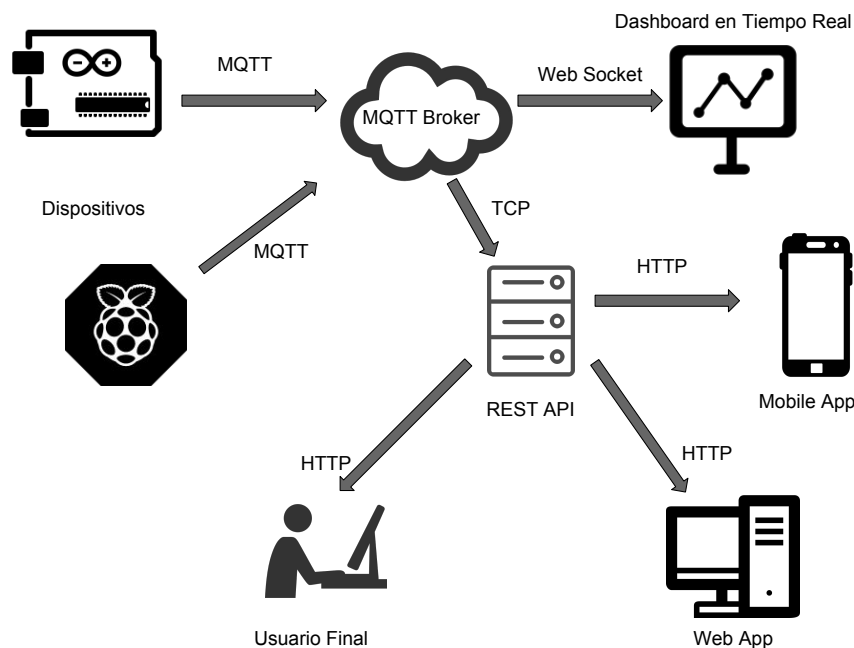 Dashboard en Tiempo Real
MQTT
Web Socket
MQTT Broker
Dispositivos
TCP
MQTT
HTTP
REST API
Mobile App
HTTP
HTTP
Usuario Final
Web App